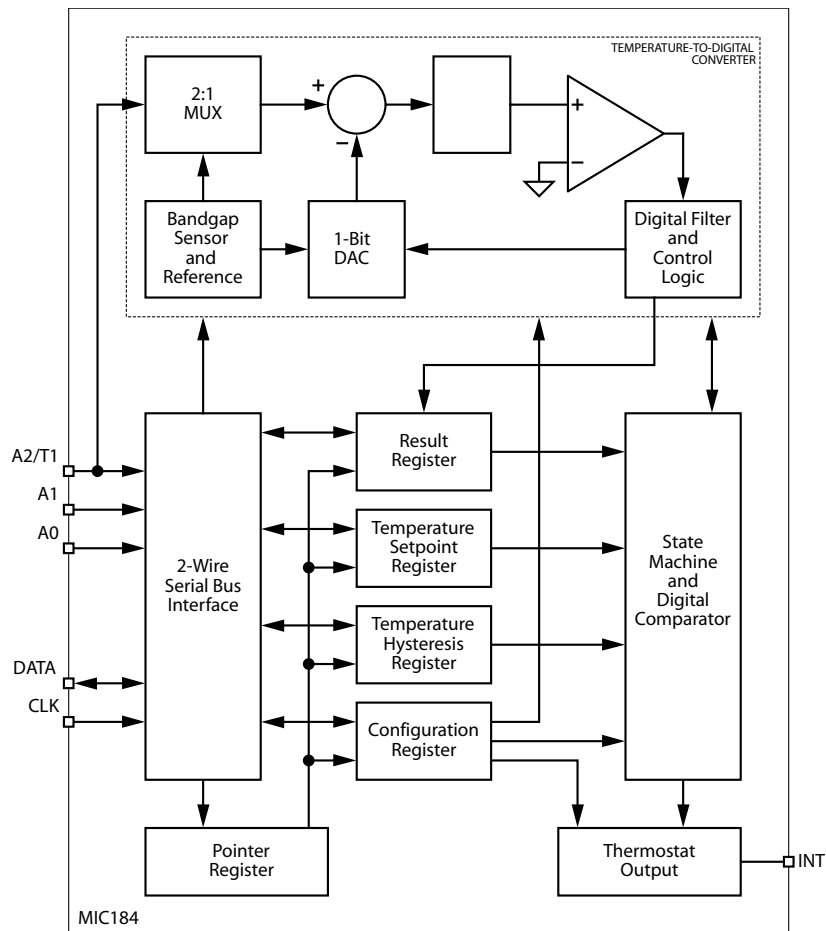 TEMPERATURE-TO-DIGITAL
CONVERTER
2:1
MUX
+
−
+
−
Bandgap
Sensor
and
Reference
1-Bit
DAC
Digital Filter
and
Control
Logic
A2/T1
A1
A0
DATA
CLK
2-Wire
Serial Bus
Interface
Result
Register
Temperature
Setpoint
Register
Temperature
Hysteresis
Register
Configuration
Register
State
Machine
and
Digital
Comparator
Pointer
Register
Thermostat
Output
INT
MIC184